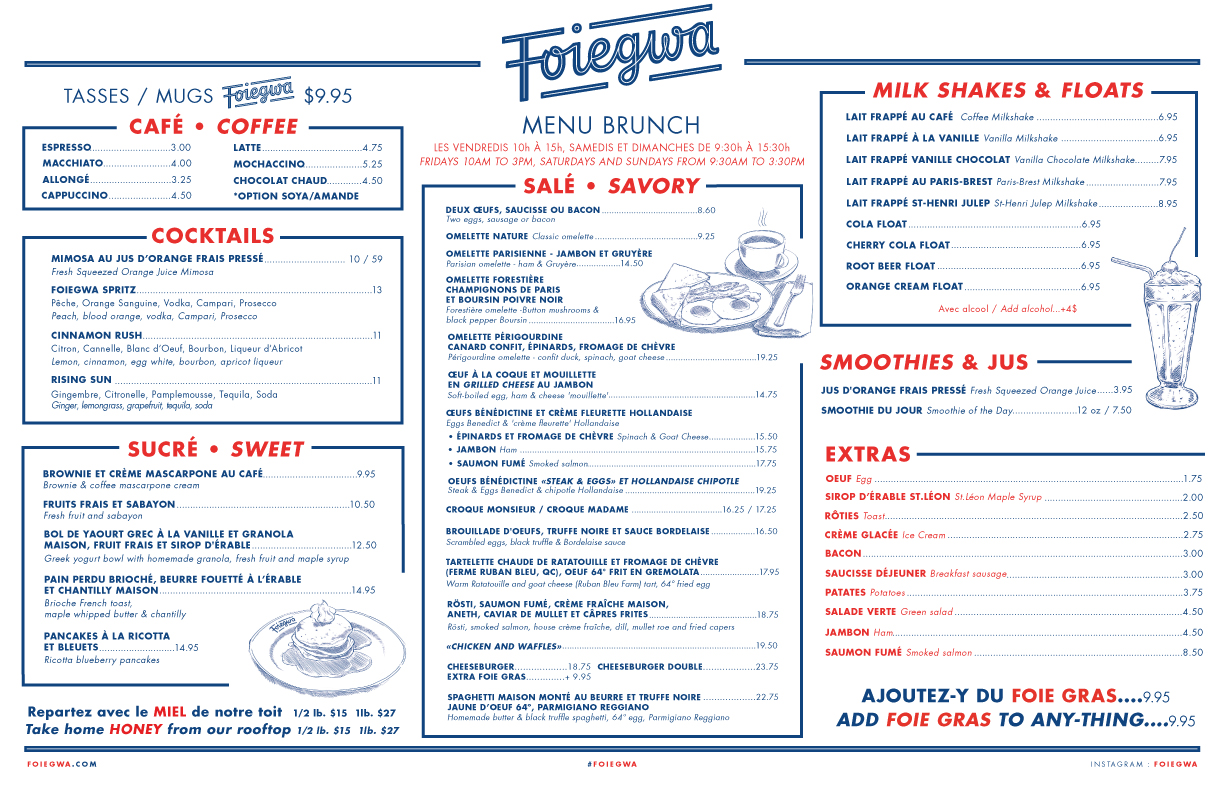 Foiegwa
TASSES / MUGS Foiegwa $9.95
CAFÉ • COFFEE
ESPRESSO 3.00
MACCHIATO 4.00
ALLONGÉ 3.25
CAPPUCCINO 4.50
LATTE 4.75
MOCHACCINO 5.25
CHOCOLAT CHAUD 4.50
*OPTION SOYA/AMANDE
COCKTAILS
MIMOSA AU JUS D'ORANGE FRAIS PRESSÉ 10 / 59
Fresh Squeezed Orange Juice Mimosa
FOIEGWA SPRITZ 13
Pêche, Orange Sanguine, Vodka, Campari, Prosecco
Peach, blood orange, vodka, Campari, Prosecco
CINNAMON RUSH 11
Citron, Cannelle, Blanc d'Oeuf, Bourbon, Liqueur d'Abricot
Lemon, cinnamon, egg white, bourbon, apricot liqueur
RISING SUN 11
Gingembre, Citronelle, Pamplemousse, Tequila, Soda
Ginger, lemongrass, grapefruit, tequila, soda
SUCRÉ • SWEET
BROWNIE ET CRÈME MASCARPONE AU CAFÉ 9.95
Brownie & coffee mascarpone cream
FRUITS FRAIS ET SABAYON 10.50
Fresh fruit and sabayon
BOL DE YAOURT GREC À LA VANILLE ET GRANOLA
MAISON, FRUIT FRAIS ET SIROP D'ÉRABLE 12.50
Greek yogurt bowl with homemade granola, fresh fruit and maple syrup
PAIN PERDU BRIOCHÉ, BEURRE FOUETTÉ À L'ÉRABLE
ET CHANTILLY MAISON 14.95
Brioche French toast,
maple whipped butter & chantilly
PANCAKES À LA RICOTTA
ET BLEUETS 14.95
Ricotta blueberry pancakes
Foiegwa
Repartez avec le MIEL de notre toit 1/2 lb. $15 1lb. $27
Take home HONEY from our rooftop 1/2 lb. $15 1lb. $27
MENU BRUNCH
LES VENDREDIS 10h À 15h, SAMEDIS ET DIMANCHES DE 9:30h À 15:30h
FRIDAYS 10AM TO 3PM, SATURDAYS AND SUNDAYS FROM 9:30AM TO 3:30PM
SALÉ • SAVORY
DEUX ŒUFS, SAUCISSE OU BACON 8.60
Two eggs, sausage or bacon
OMELETTE NATURE Classic omelette 9.25
OMELETTE PARISIENNE - JAMBON ET GRUYÈRE
Parisian omelette - ham & Gruyère 14.50
OMELETTE FORESTIÈRE
CHAMPIGNONS DE PARIS
ET BOURSIN POIVRE NOIR
Forestière omelette -Button mushrooms &
black pepper Boursin 16.95
OMELETTE PÉRIGOURDINE
CANARD CONFIT, ÉPINARDS, FROMAGE DE CHÈVRE
Périgourdine omelette - confit duck, spinach, goat cheese 19.25
ŒUF À LA COQUE ET MOUILLETTE
EN GRILLED CHEESE AU JAMBON
Soft-boiled egg, ham & cheese 'mouillette' 14.75
ŒUFS BÉNÉDICTINE ET CRÈME FLEURETTE HOLLANDAISE
Eggs Benedict & 'crème fleurette' Hollandaise
• ÉPINARDS ET FROMAGE DE CHÈVRE Spinach & Goat Cheese 15.50
• JAMBON Ham 15.75
• SAUMON FUMÉ Smoked salmon 17.75
OEUFS BÉNÉDICTINE «STEAK & EGGS» ET HOLLANDAISE CHIPOTLE
Steak & Eggs Benedict & chipotle Hollandaise 19.25
CROQUE MONSIEUR / CROQUE MADAME 16.25 / 17.25
BROUILLADE D'OEUFS, TRUFFE NOIRE ET SAUCE BORDELAISE 16.50
Scrambled eggs, black truffle & Bordelaise sauce
TARTELETTE CHAUDE DE RATATOUILLE ET FROMAGE DE CHÈVRE
(FERME RUBAN BLEU, QC), OEUF 64° FRIT EN GREMOLATA 17.95
Warm Ratatouille and goat cheese (Ruban Bleu Farm) tart, 64° fried egg
RÖSTI, SAUMON FUMÉ, CRÈME FRAÎCHE MAISON,
ANETH, CAVIAR DE MULLET ET CÂPRES FRITES 18.75
Rösti, smoked salmon, house crème fraîche, dill, mullet roe and fried capers
«CHICKEN AND WAFFLES» 19.50
CHEESEBURGER 18.75 CHEESEBURGER DOUBLE 23.75
EXTRA FOIE GRAS + 9.95
SPAGHETTI MAISON MONTÉ AU BEURRE ET TRUFFE NOIRE 22.75
JAUNE D'OEUF 64°, PARMIGIANO REGGIANO
Homemade butter & black truffle spaghetti, 64° egg, Parmigiano Reggiano
MILK SHAKES & FLOATS
LAIT FRAPPÉ AU CAFÉ Coffee Milkshake 6.95
LAIT FRAPPÉ À LA VANILLE Vanilla Milkshake 6.95
LAIT FRAPPÉ VANILLE CHOCOLAT Vanilla Chocolate Milkshake 7.95
LAIT FRAPPÉ AU PARIS-BREST Paris-Brest Milkshake 7.95
LAIT FRAPPÉ ST-HENRI JULEP St-Henri Julep Milkshake 8.95
COLA FLOAT 6.95
CHERRY COLA FLOAT 6.95
ROOT BEER FLOAT 6.95
ORANGE CREAM FLOAT 6.95
Avec alcool / Add alcohol...+4$
SMOOTHIES & JUS
JUS D'ORANGE FRAIS PRESSÉ Fresh Squeezed Orange Juice 3.95
SMOOTHIE DU JOUR Smoothie of the Day 12 oz / 7.50
EXTRAS
OEUF Egg 1.75
SIROP D'ÉRABLE ST.LÉON St.Léon Maple Syrup 2.00
RÔTIES Toast 2.50
CRÈME GLACÉE Ice Cream 2.75
BACON 3.00
SAUCISSE DÉJEUNER Breakfast sausage 3.00
PATATES Potatoes 3.75
SALADE VERTE Green salad 4.50
JAMBON Ham 4.50
SAUMON FUMÉ Smoked salmon 8.50
AJOUTEZ-Y DU FOIE GRAS....9.95
ADD FOIE GRAS TO ANY-THING....9.95
FOIEGWA.COM
#FOIEGWA
INSTAGRAM : FOIEGWA